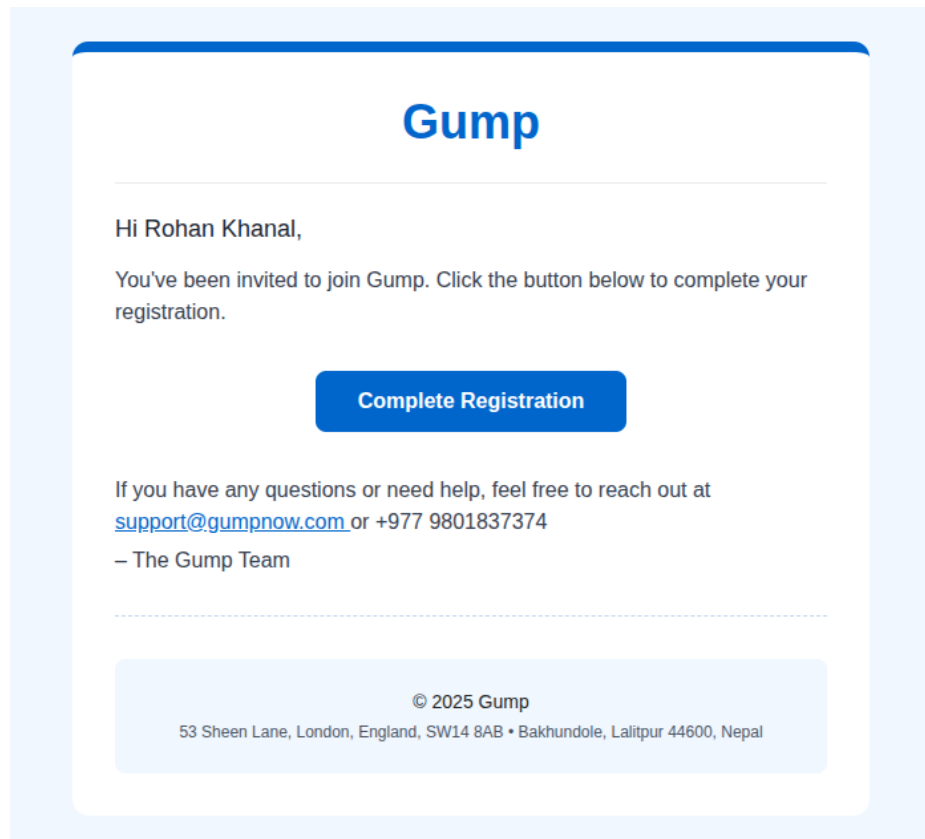 Gump
Hi Rohan Khanal,
You've been invited to join Gump. Click the button below to complete your
registration.
Complete Registration
If you have any questions or need help, feel free to reach out at
support@gumpnow.com or +977 9801837374
– The Gump Team
© 2025 Gump
53 Sheen Lane, London, England, SW14 8AB • Bakhundole, Lalitpur 44600, Nepal